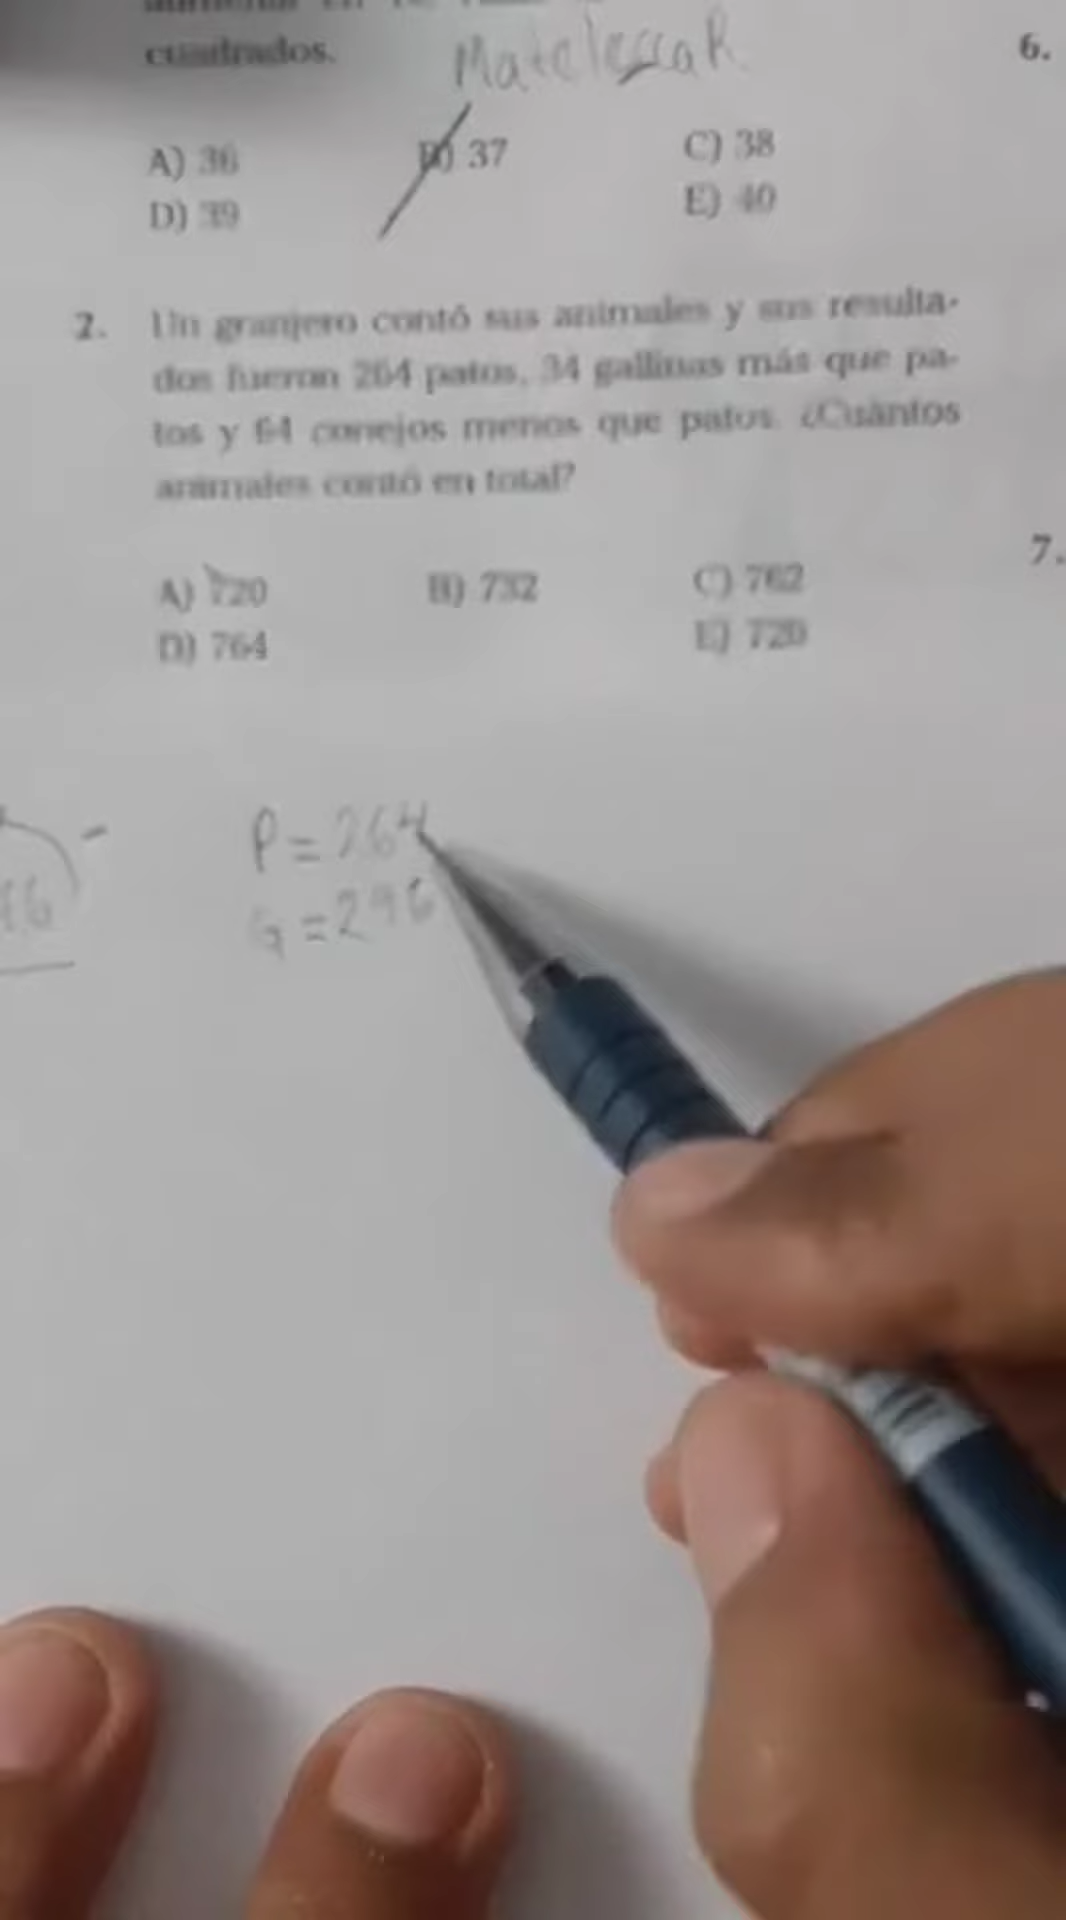 cuadrados.
Matelessar
6.
A) 36 B) 37 C) 38
D) 39 E) 40
2. Un granjero contó sus animales y sus resulta-
dos fueron 264 patos, 34 gallinas más que pa-
tos y 64 conejos menos que patos. ¿Cuántos
animales contó en total?
7.
A) 720 B) 732 C) 762
D) 764 E) 720
P = 264
G = 298